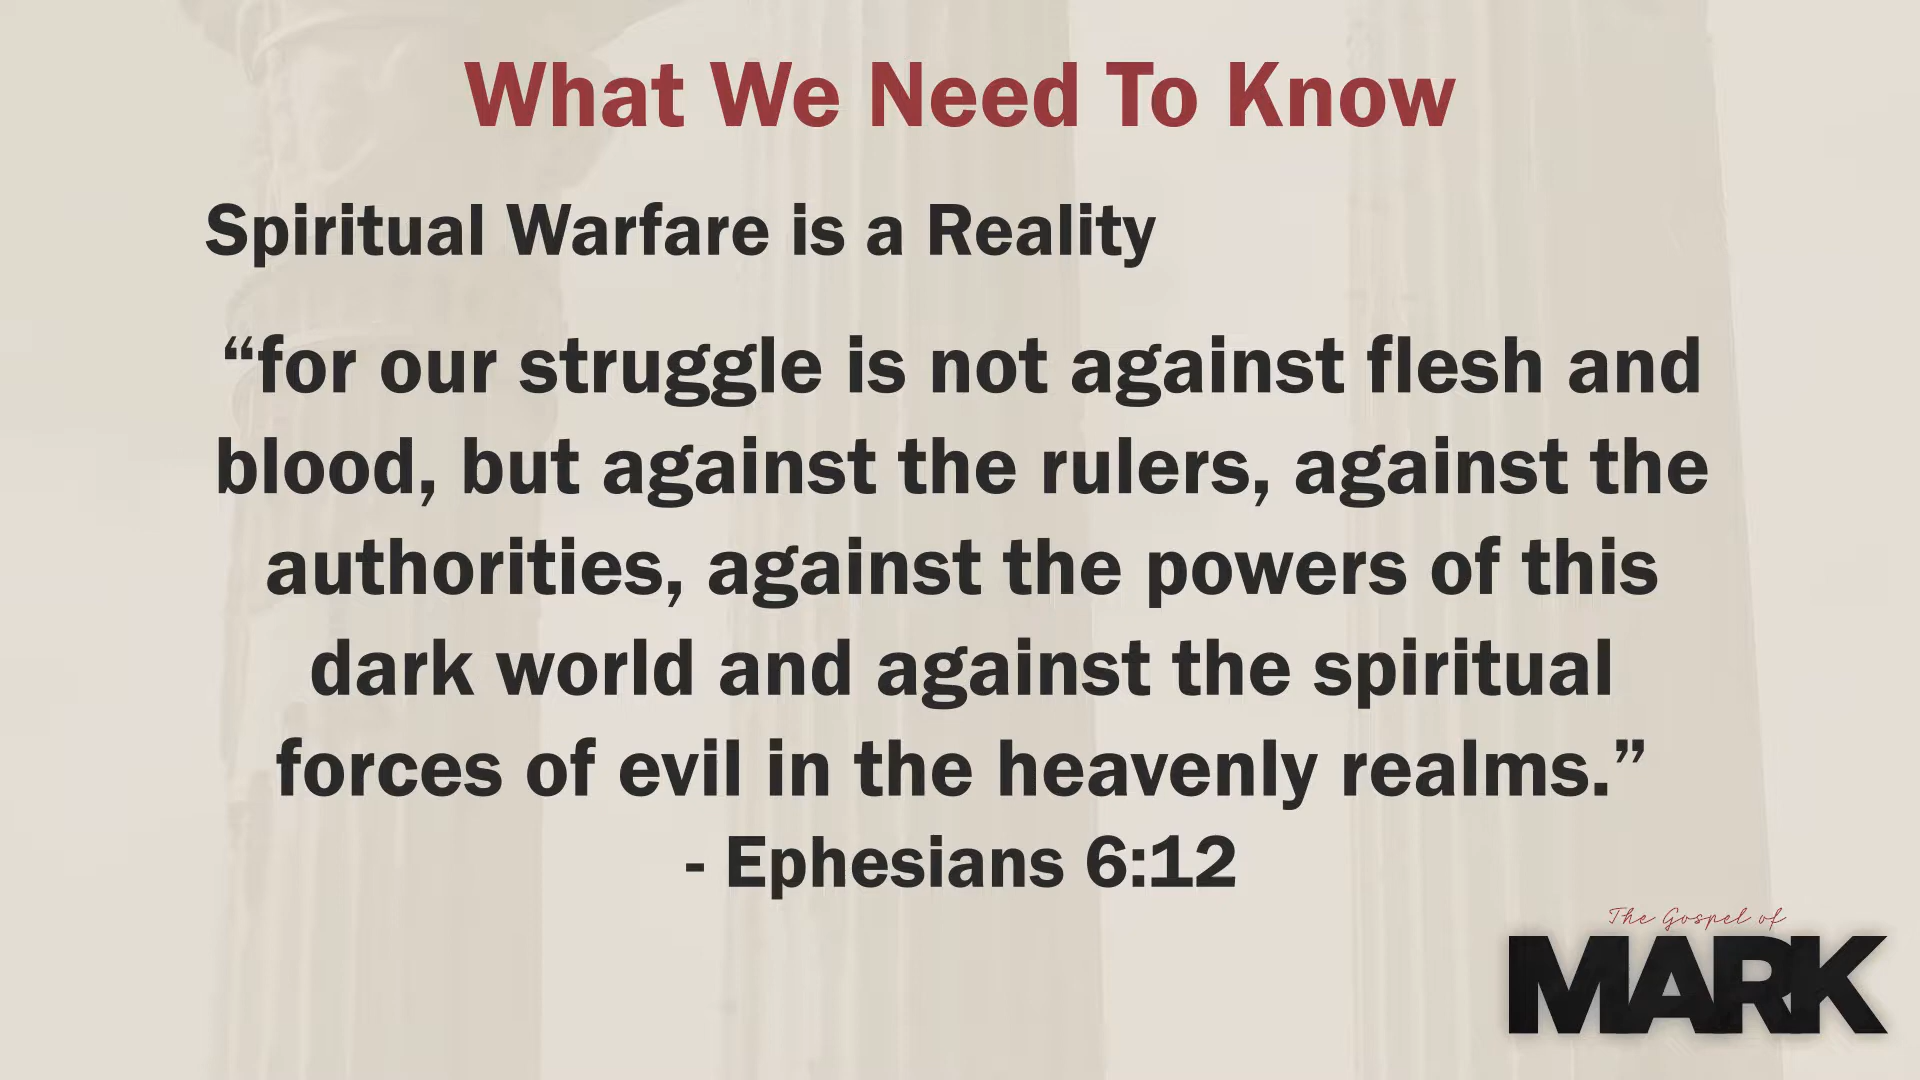 What We Need To Know
Spiritual Warfare is a Reality
“for our struggle is not against flesh and
blood, but against the rulers, against the
authorities, against the powers of this
dark world and against the spiritual
forces of evil in the heavenly realms.”
- Ephesians 6:12
The Gospel of
MARK